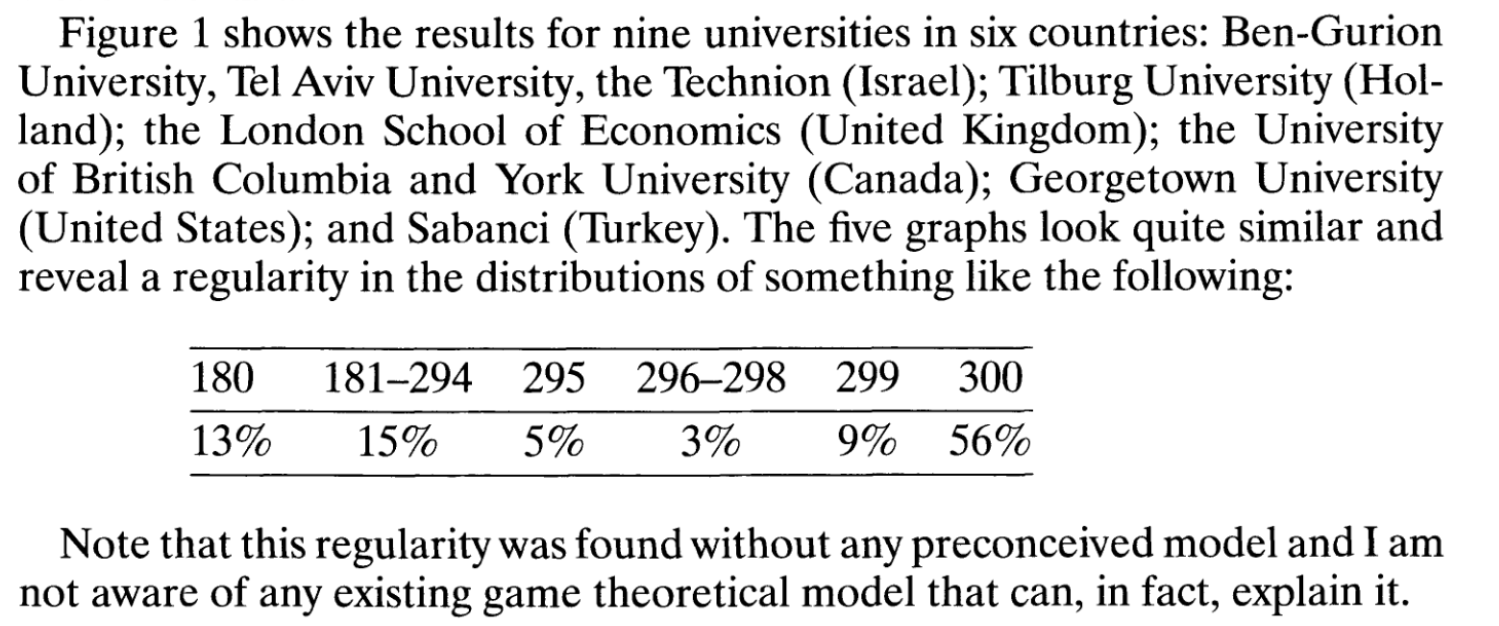 Figure 1 shows the results for nine universities in six countries: Ben-Gurion
University, Tel Aviv University, the Technion (Israel); Tilburg University (Hol-
land); the London School of Economics (United Kingdom); the University
of British Columbia and York University (Canada); Georgetown University
(United States); and Sabanci (Turkey). The five graphs look quite similar and
reveal a regularity in the distributions of something like the following:
180 181–294 295 296–298 299 300
13% 15% 5% 3% 9% 56%
Note that this regularity was found without any preconceived model and I am
not aware of any existing game theoretical model that can, in fact, explain it.